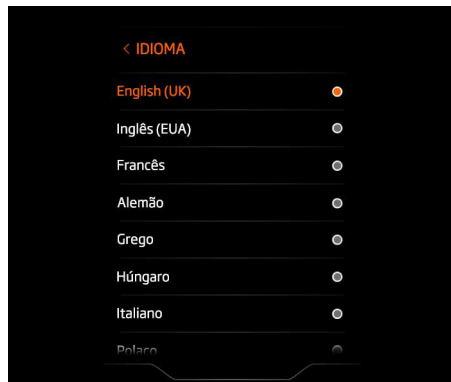 < IDIOMA
English (UK)
Inglês (EUA)
Francês
Alemão
Grego
Húngaro
Italiano
Polaco